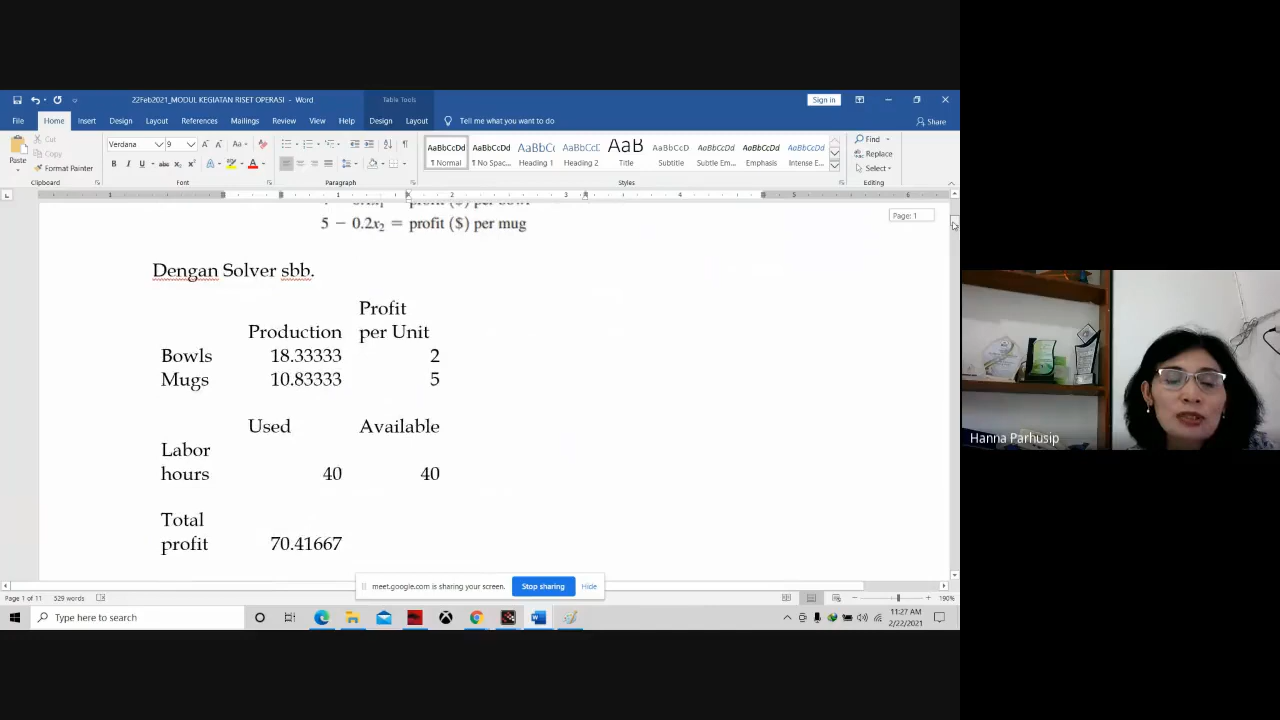 22Feb2021_MODUL KEGIATAN RISET OPERASI - Word
Table Tools
Sign in
File Home Insert Design Layout References Mailings Review View Help Design Layout Tell me what you want to do
Share
Paste
Cut
Copy
Format Painter
Clipboard
Verdana 9
Font
Paragraph
AaBbCcDd AaBbCcDd AaBbCc AaBbCcC AaB AaBbCcD AaBbCcDd AaBbCcDd AaBbCcDd
¶ Normal ¶ No Spac... Heading 1 Heading 2 Title Subtitle Subtle Em... Emphasis Intense E...
Styles
Find
Replace
Select
Editing
Page: 1
5 − 0.2x₂ = profit ($) per mug
Dengan Solver sbb.
Profit
Production per Unit
Bowls 18.33333 2
Mugs 10.83333 5
Used Available
Labor
hours 40 40
Total
profit 70.41667
Hanna Parhusip
meet.google.com is sharing your screen. Stop sharing Hide
Page 1 of 11 529 words 190%
Type here to search
11:27 AM
2/22/2021